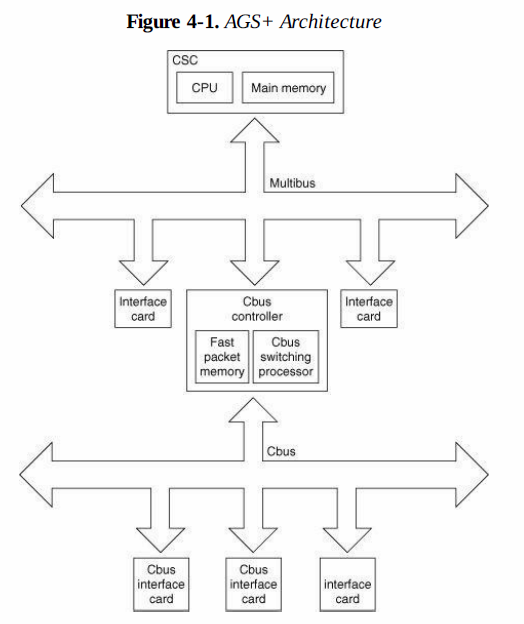 Figure 4-1. AGS+ Architecture
CSC
CPU
Main memory
Multibus
Interface
card
Cbus
controller
Fast
packet
memory
Cbus
switching
processor
Interface
card
Cbus
Cbus
interface
card
Cbus
interface
card
interface
card